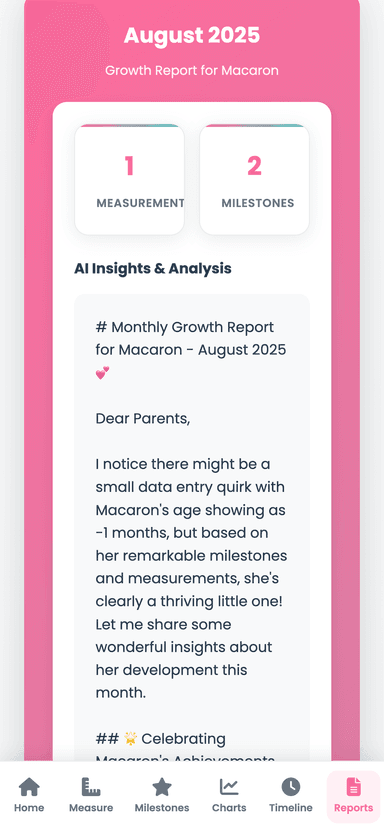 August 2025
Growth Report for Macaron
1
MEASUREMENT
2
MILESTONES
AI Insights & Analysis
# Monthly Growth Report
for Macaron - August 2025
💕
Dear Parents,
I notice there might be a
small data entry quirk with
Macaron's age showing as
-1 months, but based on
her remarkable milestones
and measurements, she's
clearly a thriving little one!
Let me share some
wonderful insights about
her development this
month.
## 🌟 Celebrating
Macaron's Achievements
Home
Measure
Milestones
Charts
Timeline
Reports